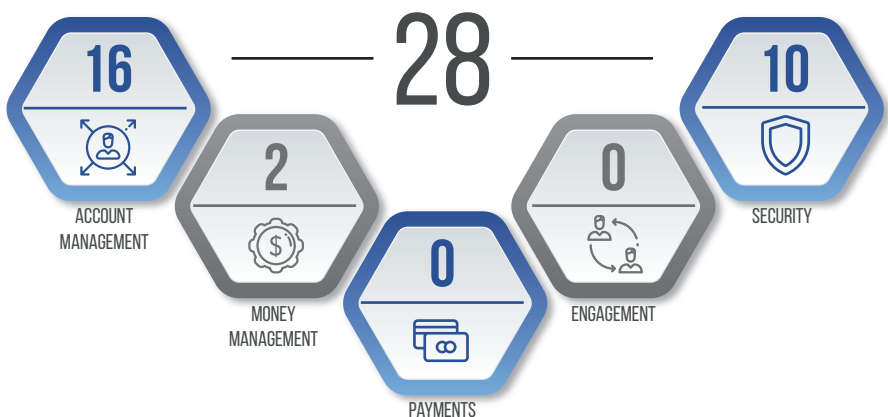 28
16
ACCOUNT
MANAGEMENT
2
MONEY
MANAGEMENT
0
PAYMENTS
0
ENGAGEMENT
10
SECURITY